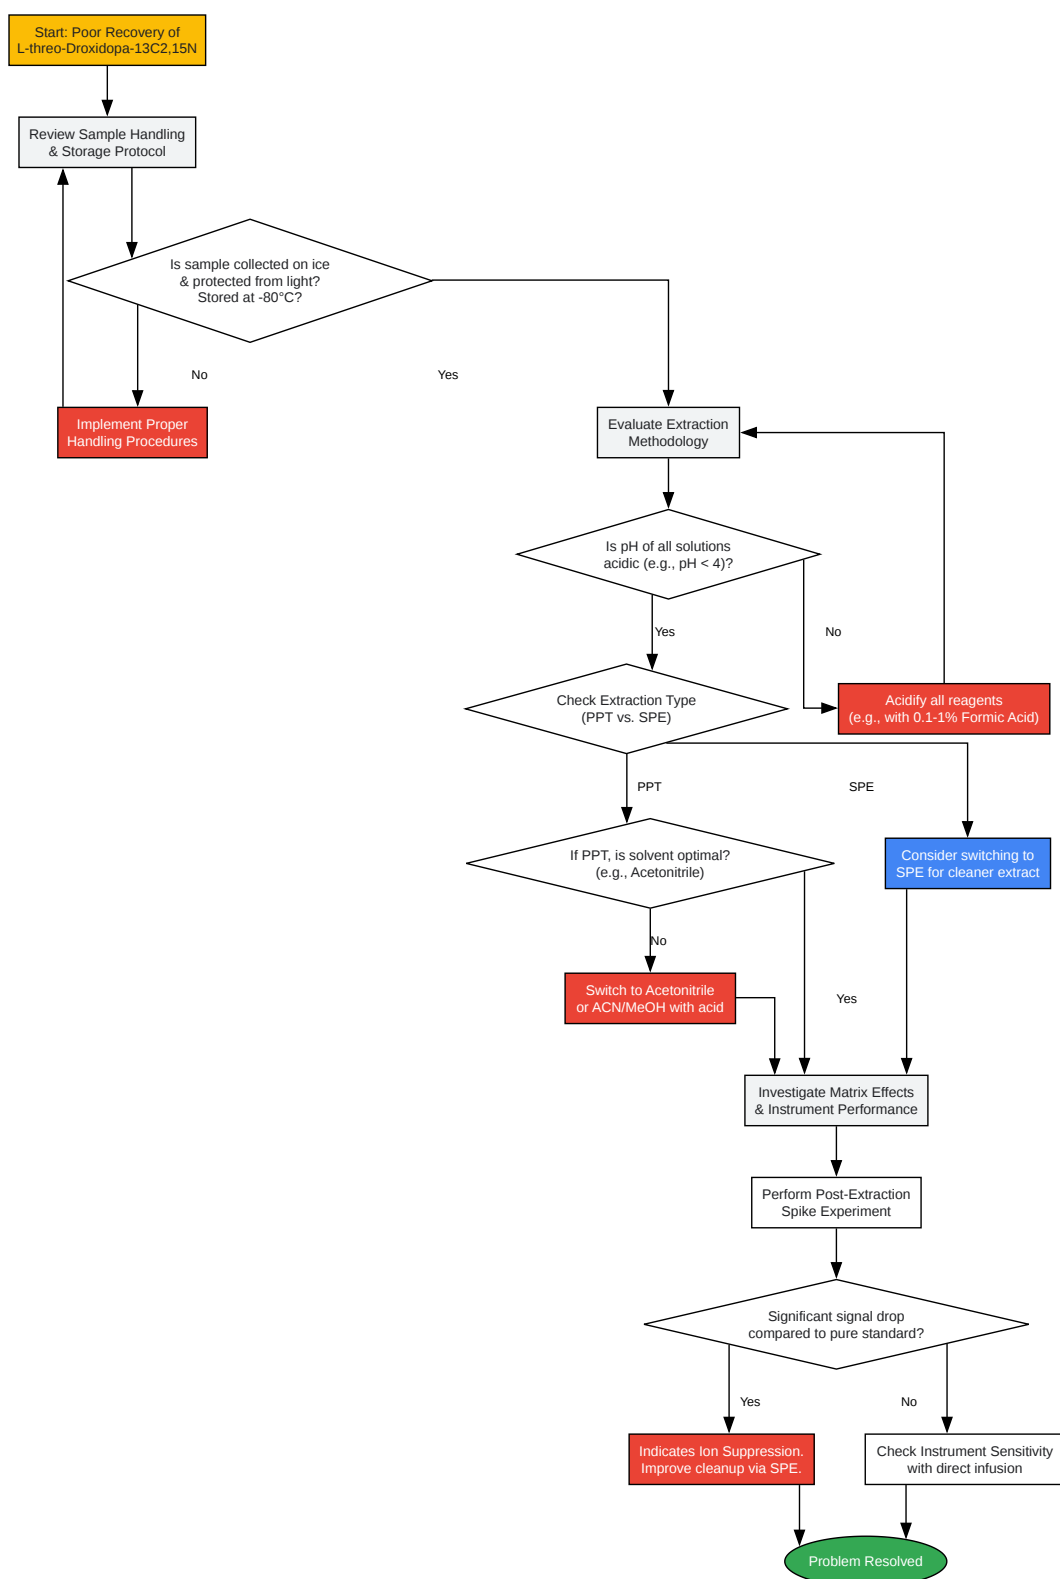 Start: Poor Recovery of
L-threo-Droxidopa-13C2,15N
Review Sample Handling
& Storage Protocol
Is sample collected on ice
& protected from light?
Stored at -80°C?
No
Yes
Implement Proper
Handling Procedures
Evaluate Extraction
Methodology
Is pH of all solutions
acidic (e.g., pH < 4)?
Yes
No
Check Extraction Type
(PPT vs. SPE)
Acidify all reagents
(e.g., with 0.1-1% Formic Acid)
PPT
SPE
If PPT, is solvent optimal?
(e.g., Acetonitrile)
Consider switching to
SPE for cleaner extract
No
Switch to Acetonitrile
or ACN/MeOH with acid
Yes
Investigate Matrix Effects
& Instrument Performance
Perform Post-Extraction
Spike Experiment
Significant signal drop
compared to pure standard?
Yes
No
Indicates Ion Suppression.
Improve cleanup via SPE.
Check Instrument Sensitivity
with direct infusion
Problem Resolved